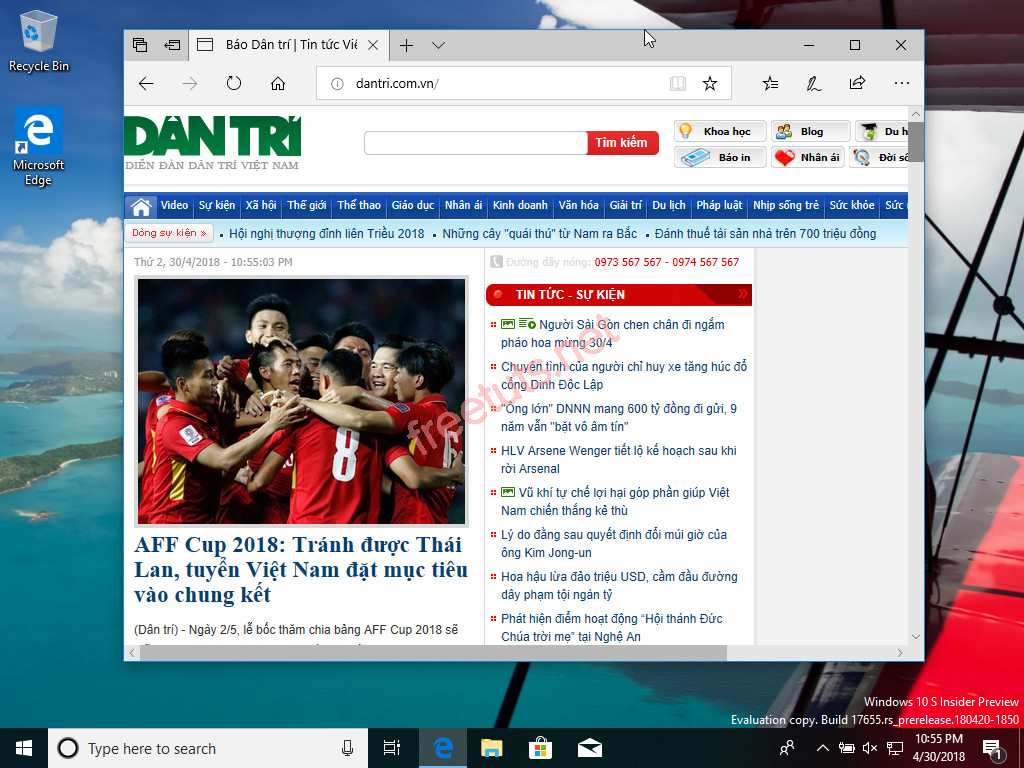 Recycle Bin
Microsoft
Edge
Báo Dân trí | Tin tức Việ
dantri.com.vn/
DÂN TRÍ
DIỄN ĐÀN DÂN TRÍ VIỆT NAM
Tìm kiếm
Khoa học
Blog
Du h
Báo in
Nhân ái
Đời số
Video
Sự kiện
Xã hội
Thế giới
Thể thao
Giáo dục
Nhân ái
Kinh doanh
Văn hóa
Giải trí
Du lịch
Pháp luật
Nhịp sống trẻ
Sức khỏe
Sức
Dòng sự kiện »
Hội nghị thượng đỉnh liên Triều 2018
Những cây "quái thú" từ Nam ra Bắc
Đánh thuế tài sản nhà trên 700 triệu đồng
Thứ 2, 30/4/2018 - 10:55:03 PM
8
6
AFF Cup 2018: Tránh được Thái
Lan, tuyển Việt Nam đặt mục tiêu
vào chung kết
(Dân trí) - Ngày 2/5, lễ bốc thăm chia bảng AFF Cup 2018 sẽ
Đường dây nóng: 0973 567 567 - 0974 567 567
TIN TỨC - SỰ KIỆN
Người Sài Gòn chen chân đi ngắm
pháo hoa mừng 30/4
Chuyện tình của người chỉ huy xe tăng húc đổ
cổng Dinh Độc Lập
"Ông lớn" DNNN mang 600 tỷ đồng đi gửi, 9
năm vẫn "bặt vô âm tín"
HLV Arsene Wenger tiết lộ kế hoạch sau khi
rời Arsenal
Vũ khí tự chế lợi hại góp phần giúp Việt
Nam chiến thắng kẻ thù
Lý do đằng sau quyết định đổi múi giờ của
ông Kim Jong-un
Hoa hậu lừa đảo triệu USD, cầm đầu đường
dây phạm tội ngàn tỷ
Phát hiện điểm hoạt động “Hội thánh Đức
Chúa trời mẹ” tại Nghệ An
freetuts.net
Windows 10 S Insider Preview
Evaluation copy. Build 17655.rs_prerelease.180420-1850
Type here to search
10:55 PM
4/30/2018
1